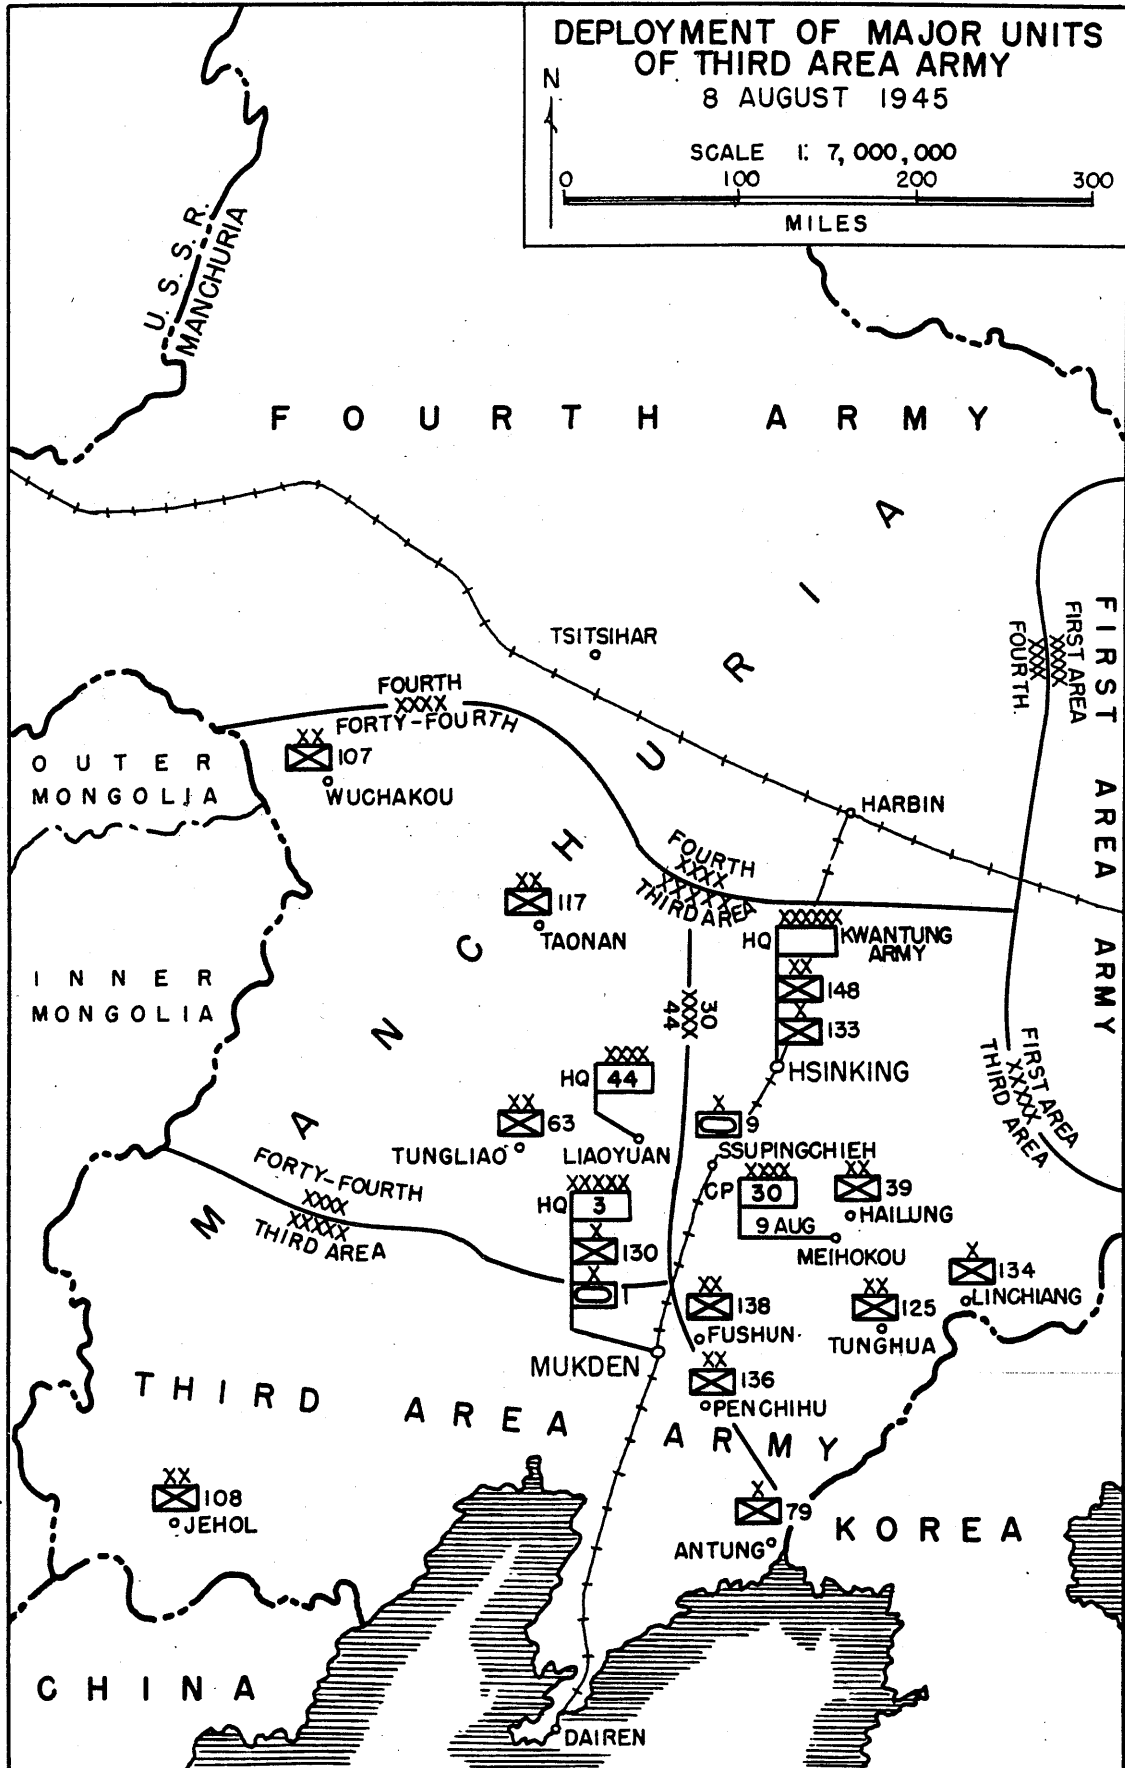 DEPLOYMENT OF MAJOR UNITS
OF THIRD AREA ARMY
8 AUGUST 1945
N
SCALE 1: 7,000,000
0 100 200 300
MILES
U. S. S. R.
MANCHURIA
FOURTH ARMY
MANCHURIA
TSITSIHAR
FIRST AREA ARMY
FIRST AREA
XXXX
XXXX
FOURTH.
FOURTH
XXXX
FORTY-FOURTH
XX
107
WUCHAKOU
OUTER
MONGOLIA
HARBIN
FOURTH
XXXX
XXXXX
THIRD AREA
XX
117
TAONAN
XXXXXX
HQ KWANTUNG
ARMY
XX
148
X
133
HSINKING
INNER
MONGOLIA
30
XXXX
44
FIRST AREA
XXXXX
THIRD AREA
XXXX
HQ 44
LIAOYUAN
XX
63
TUNGLIAO
X
9
SSUPINGCHIEH
FORTY-FOURTH
XXXX
XXXXX
THIRD AREA
XXXXX
HQ 3
X
130
X
1
MUKDEN
XXXX
CP 30
9 AUG
MEIHOKOU
XX
39
HAILUNG
X
134
LINCHIANG
XX
138
FUSHUN
XX
125
TUNGHUA
XX
136
PENCHIHU
THIRD AREA ARMY
XX
108
JEHOL
X
79
ANTUNG
KOREA
CHINA
DAIREN